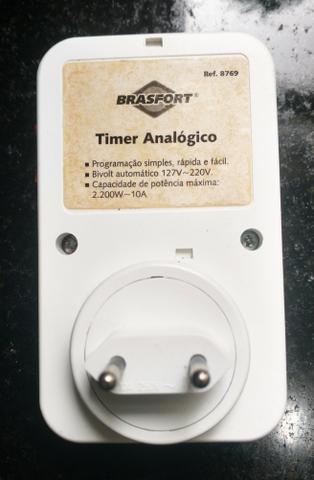 Ref. 8769
BRASFORT®
Timer Analógico
▪ Programação simples, rápida e fácil.
▪ Bivolt automático 127V~220V.
▪ Capacidade de potência máxima:
2.200W~10A